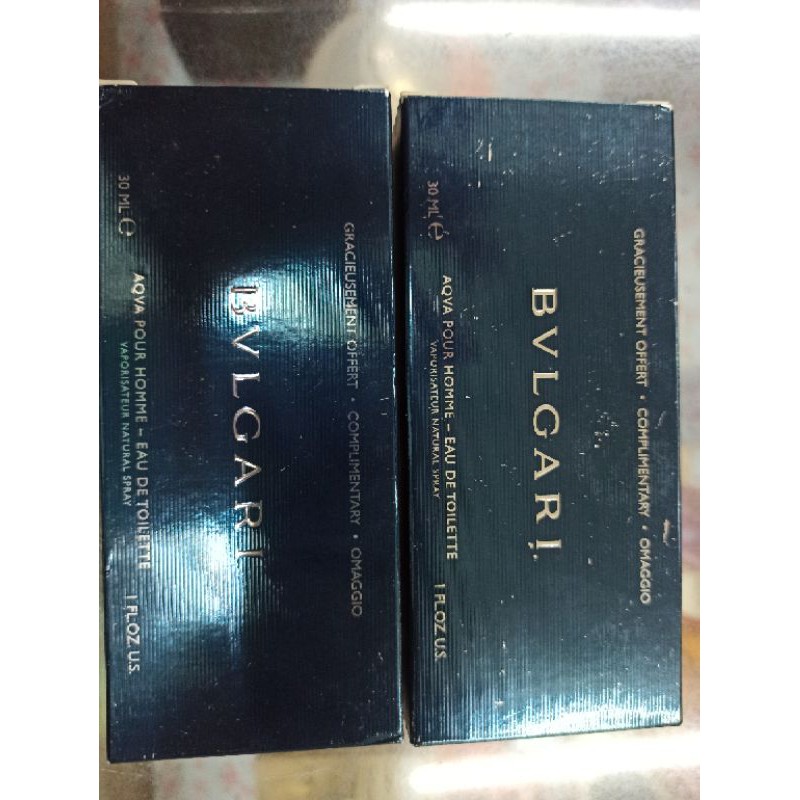 GRACIEUSEMENT OFFERT • COMPLIMENTARY • OMAGGIO
BVLGARI
AQVA POUR HOMME – EAU DE TOILETTE
VAPORISATEUR NATURAL SPRAY
30 ML e
1 FL.OZ. U.S.
GRACIEUSEMENT OFFERT • COMPLIMENTARY • OMAGGIO
BVLGARI
AQVA POUR HOMME – EAU DE TOILETTE
VAPORISATEUR NATURAL SPRAY
30 ML e
1 FL.OZ. U.S.